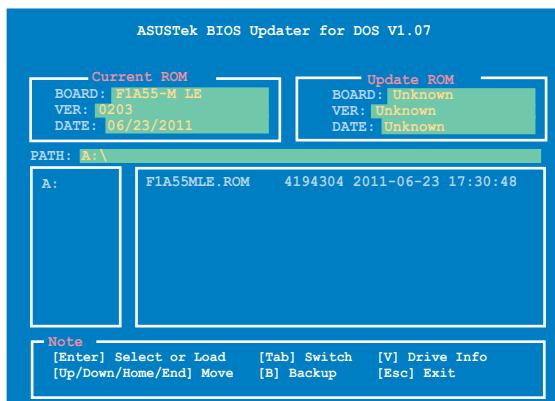 ASUSTek BIOS Updater for DOS V1.07
Current ROM
BOARD: F1A55-M LE
VER: 0203
DATE: 06/23/2011
Update ROM
BOARD: Unknown
VER: Unknown
DATE: Unknown
PATH: A:\
A:
F1A55MLE.ROM 4194304 2011-06-23 17:30:48
Note
[Enter] Select or Load [Tab] Switch [V] Drive Info
[Up/Down/Home/End] Move [B] Backup [Esc] Exit